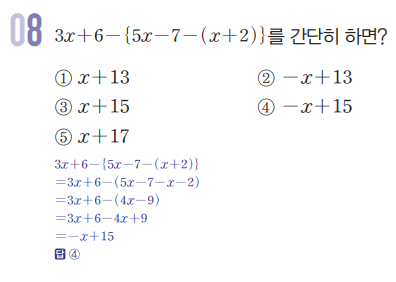 08 3x+6-{5x-7-(x+2)}를 간단히 하면?
① x+13 ② -x+13
③ x+15 ④ -x+15
⑤ x+17
3x+6-{5x-7-(x+2)}
=3x+6-(5x-7-x-2)
=3x+6-(4x-9)
=3x+6-4x+9
=-x+15
답 ④